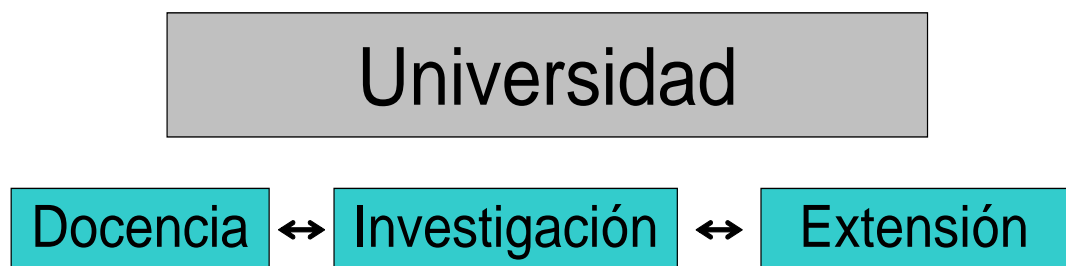 Universidad
Docencia ↔ Investigación ↔ Extensión